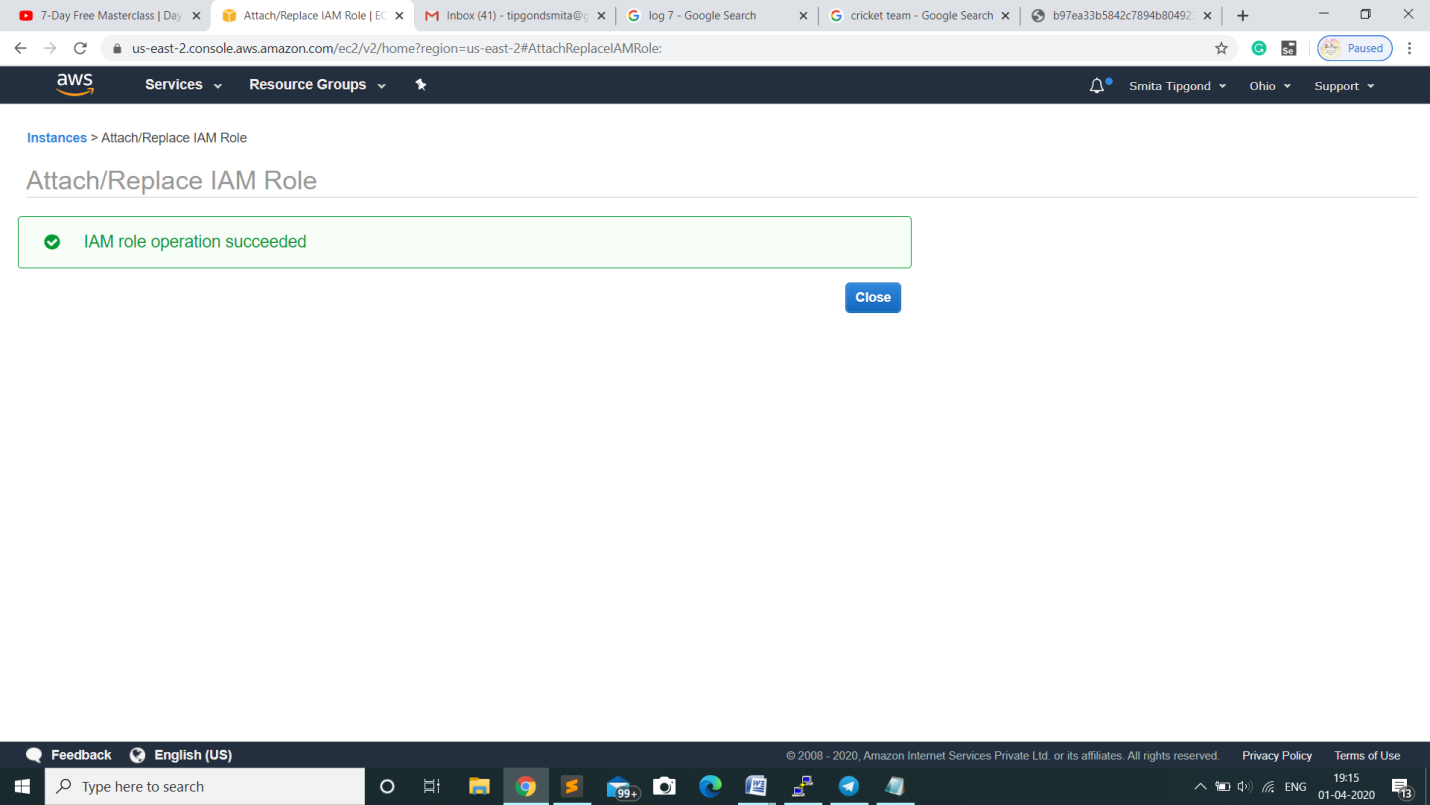 7-Day Free Masterclass | Day
Attach/Replace IAM Role | EC
Inbox (41) - tipgondsmita@g
log 7 - Google Search
cricket team - Google Search
b97ea33b5842c7894b80492
us-east-2.console.aws.amazon.com/ec2/v2/home?region=us-east-2#AttachReplaceIAMRole:
Se
Paused
aws
Services
Resource Groups
Smita Tipgond
Ohio
Support
Instances > Attach/Replace IAM Role
Attach/Replace IAM Role
IAM role operation succeeded
Close
Feedback
English (US)
© 2008 - 2020, Amazon Internet Services Private Ltd. or its affiliates. All rights reserved.
Privacy Policy
Terms of Use
Type here to search
99+
ENG
19:15
01-04-2020
13